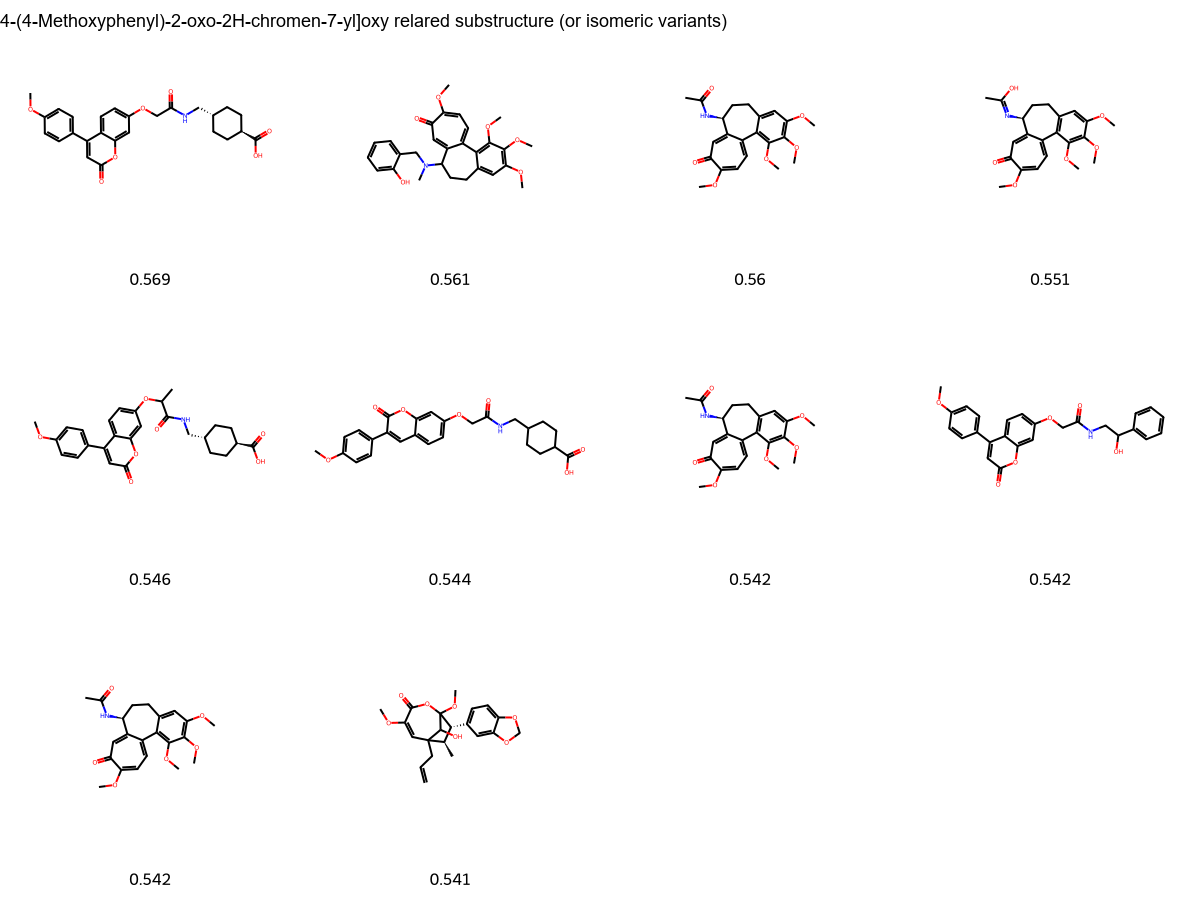 4-(4-Methoxyphenyl)-2-oxo-2H-chromen-7-yl]oxy relared substructure (or isomeric variants)
0.569 0.561 0.56 0.551
0.546 0.544 0.542 0.542
0.542 0.541